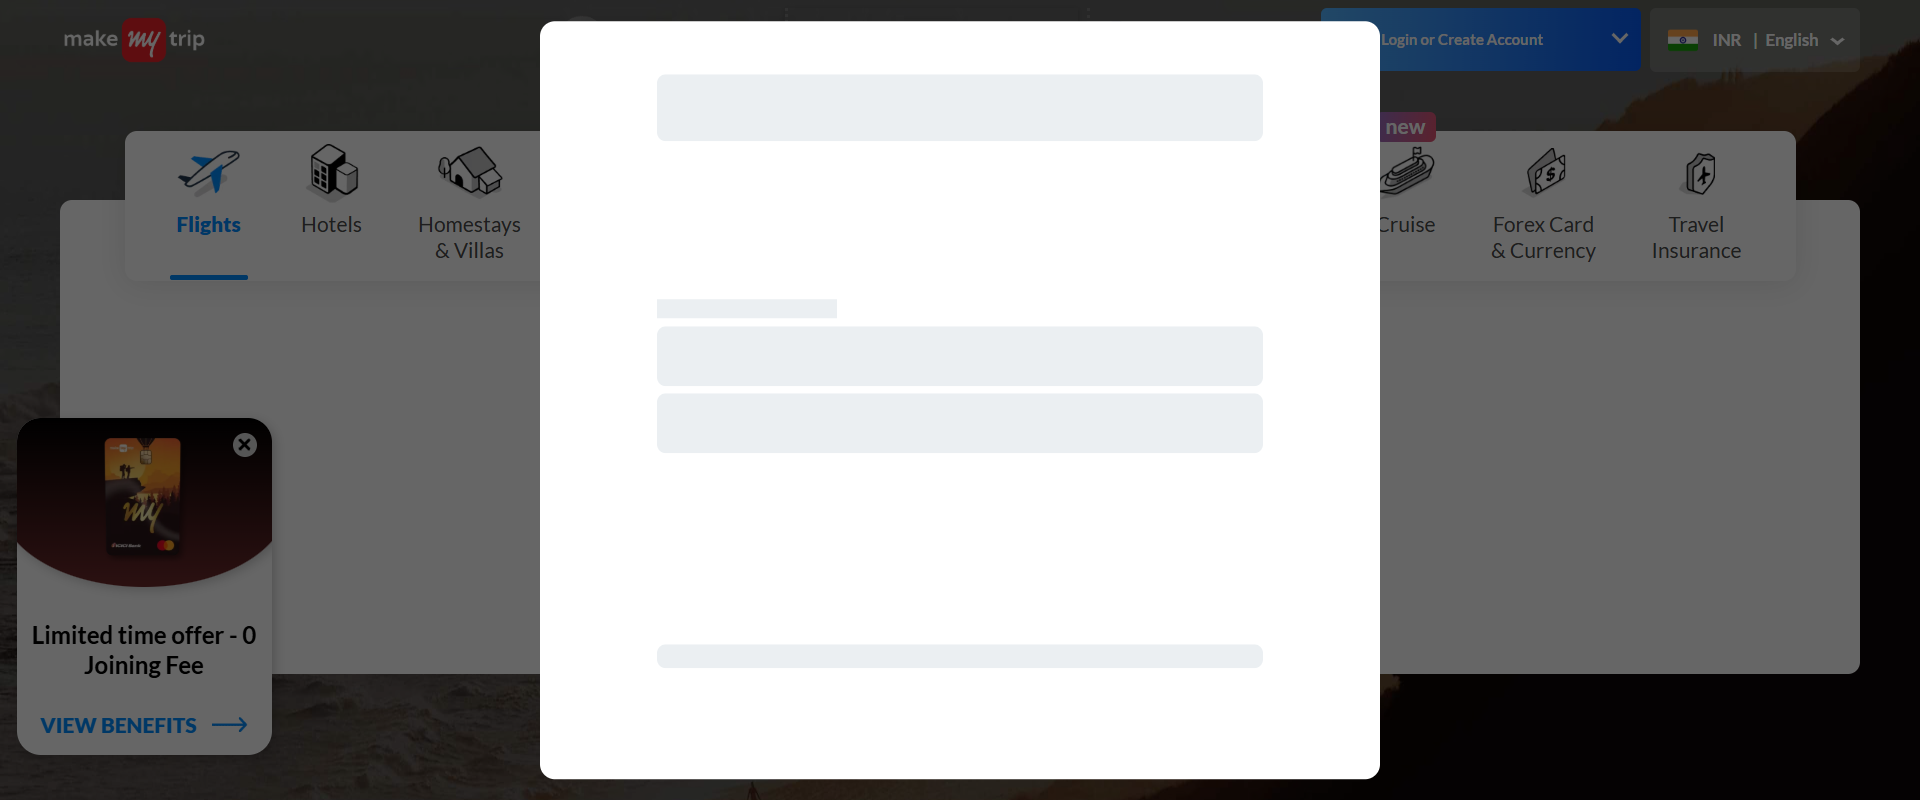 make my trip
Login or Create Account
INR | English
new
Flights
Hotels
Homestays
& Villas
Cruise
Forex Card
& Currency
Travel
Insurance
my
Limited time offer - 0
Joining Fee
VIEW BENEFITS